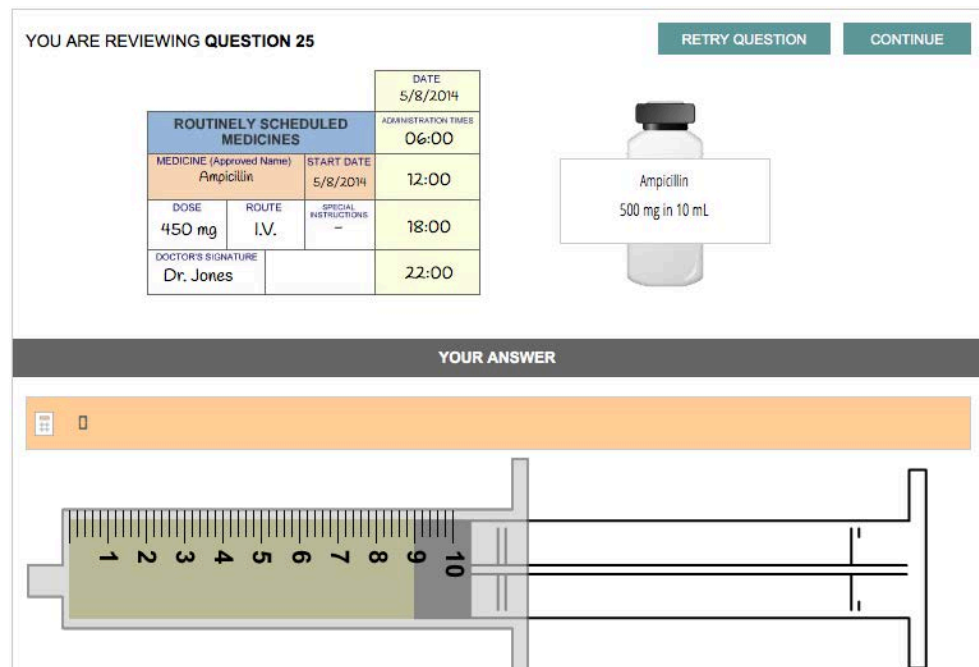 YOU ARE REVIEWING QUESTION 25
RETRY QUESTION
CONTINUE
DATE
5/8/2014
ROUTINELY SCHEDULED
MEDICINES
ADMINISTRATION TIMES
06:00
MEDICINE (Approved Name)
Ampicillin
START DATE
5/8/2014
12:00
DOSE
450 mg
ROUTE
I.V.
SPECIAL
INSTRUCTIONS
-
18:00
DOCTOR'S SIGNATURE
Dr. Jones
22:00
Ampicillin
500 mg in 10 mL
YOUR ANSWER
1 2 3 4 5 6 7 8 9 10